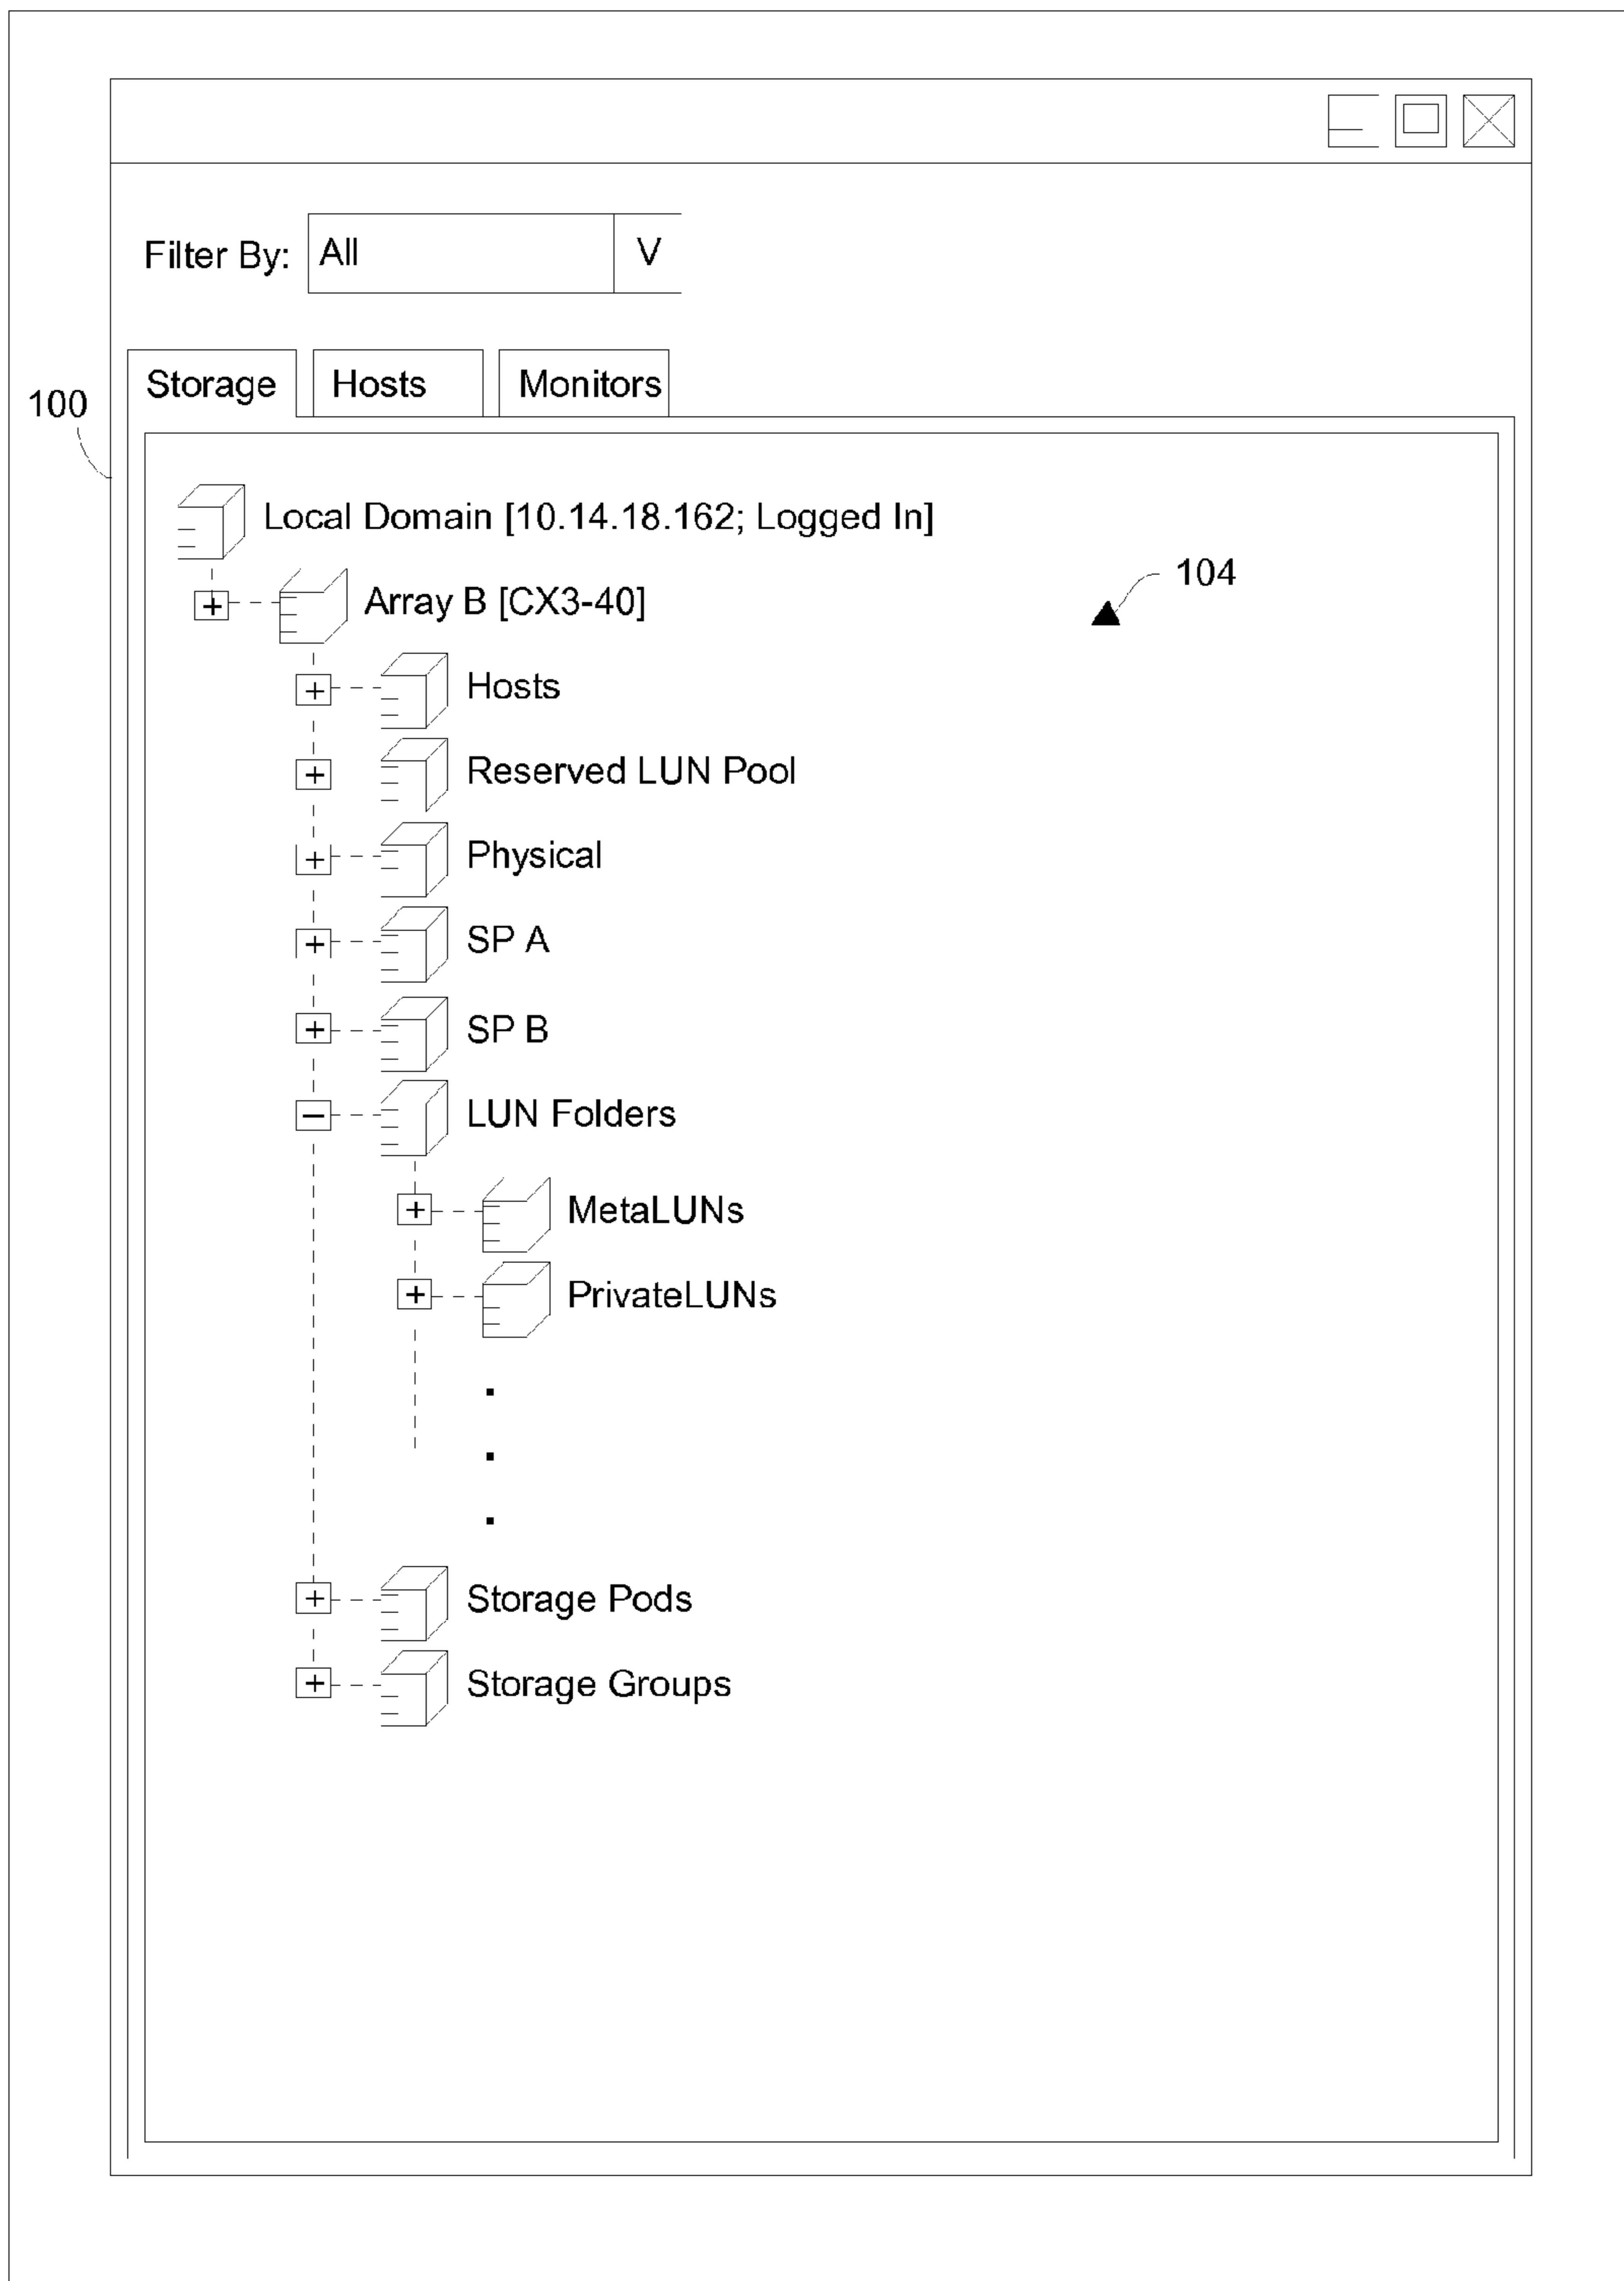 Filter By: All V
Storage Hosts Monitors
100
Local Domain [10.14.18.162; Logged In]
104
+ Array B [CX3-40]
+ Hosts
+ Reserved LUN Pool
+ Physical
+ SP A
+ SP B
− LUN Folders
+ MetaLUNs
+ PrivateLUNs
.
.
.
+ Storage Pods
+ Storage Groups